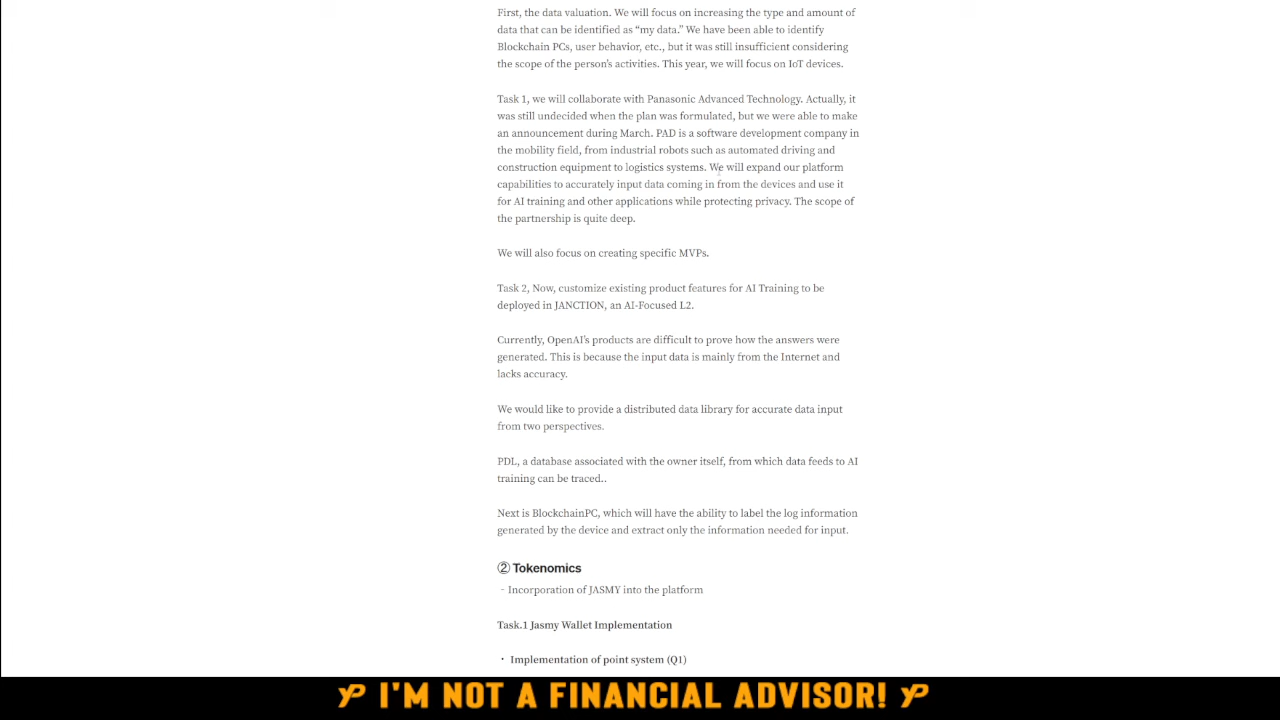 First, the data valuation. We will focus on increasing the type and amount of
data that can be identified as “my data.” We have been able to identify
Blockchain PCs, user behavior, etc., but it was still insufficient considering
the scope of the person’s activities. This year, we will focus on IoT devices.
Task 1, we will collaborate with Panasonic Advanced Technology. Actually, it
was still undecided when the plan was formulated, but we were able to make
an announcement during March. PAD is a software development company in
the mobility field, from industrial robots such as automated driving and
construction equipment to logistics systems. We will expand our platform
capabilities to accurately input data coming in from the devices and use it
for AI training and other applications while protecting privacy. The scope of
the partnership is quite deep.
We will also focus on creating specific MVPs.
Task 2, Now, customize existing product features for AI Training to be
deployed in JANCTION, an AI-Focused L2.
Currently, OpenAI’s products are difficult to prove how the answers were
generated. This is because the input data is mainly from the Internet and
lacks accuracy.
We would like to provide a distributed data library for accurate data input
from two perspectives.
PDL, a database associated with the owner itself, from which data feeds to AI
training can be traced..
Next is BlockchainPC, which will have the ability to label the log information
generated by the device and extract only the information needed for input.
② Tokenomics
- Incorporation of JASMY into the platform
Task.1 Jasmy Wallet Implementation
・ Implementation of point system (Q1)
I'M NOT A FINANCIAL ADVISOR!